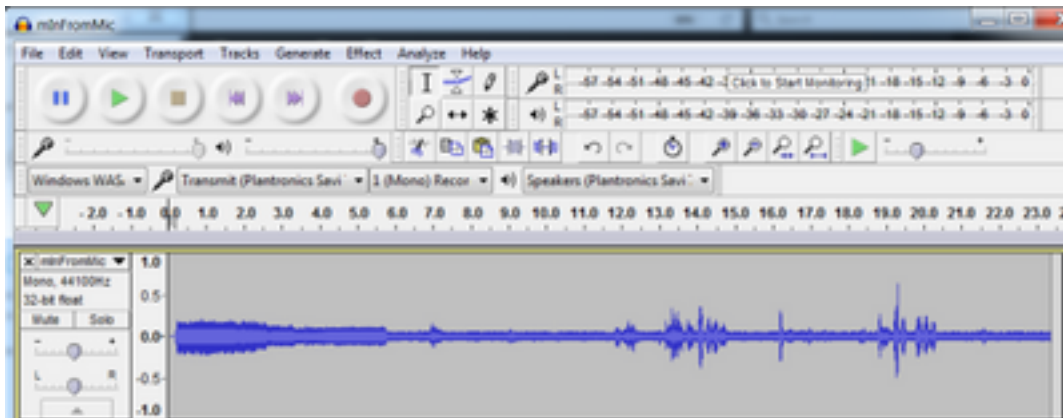 mInFromMic
File Edit View Transport Tracks Generate Effect Analyze Help
L R -57 -54 -51 -48 -45 -42 Click to Start Monitoring -18 -15 -12 -9 -6 -3 0
L R -57 -54 -51 -48 -45 -42 -39 -36 -33 -30 -27 -24 -21 -18 -15 -12 -9 -6 -3 0
Windows WAS Transmit (Plantronics Savi 1 (Mono) Recor Speakers (Plantronics Savi
-2.0 -1.0 0.0 1.0 2.0 3.0 4.0 5.0 6.0 7.0 8.0 9.0 10.0 11.0 12.0 13.0 14.0 15.0 16.0 17.0 18.0 19.0 20.0 21.0 22.0 23.0
mInFromMic 1.0
Mono, 44100Hz
32-bit float 0.5
Mute Solo
0.0
- +
L R -0.5
-1.0